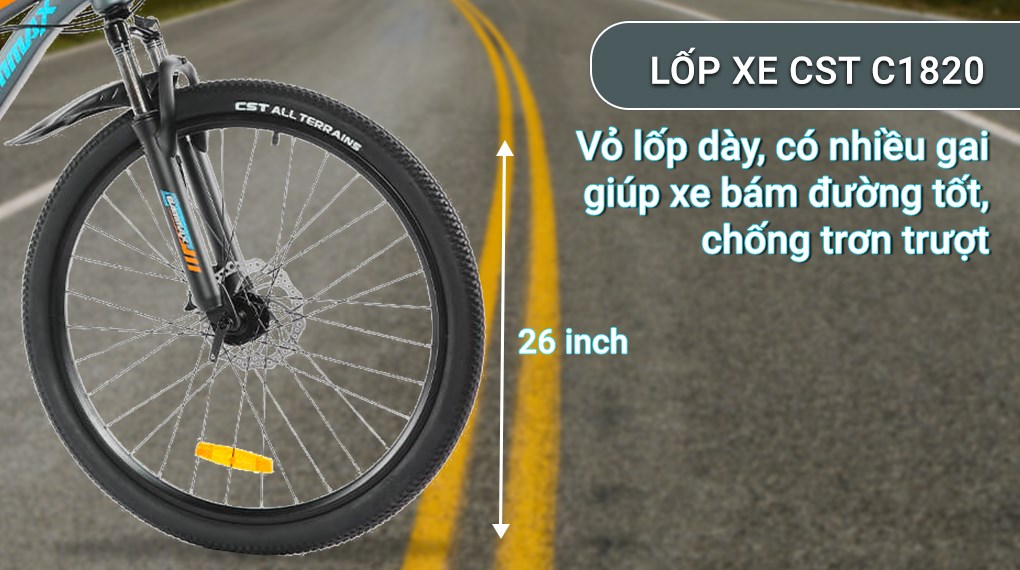 LỐP XE CST C1820
Vỏ lốp dày, có nhiều gai
giúp xe bám đường tốt,
chống trơn trượt
26 inch
CST ALL TERRAINS